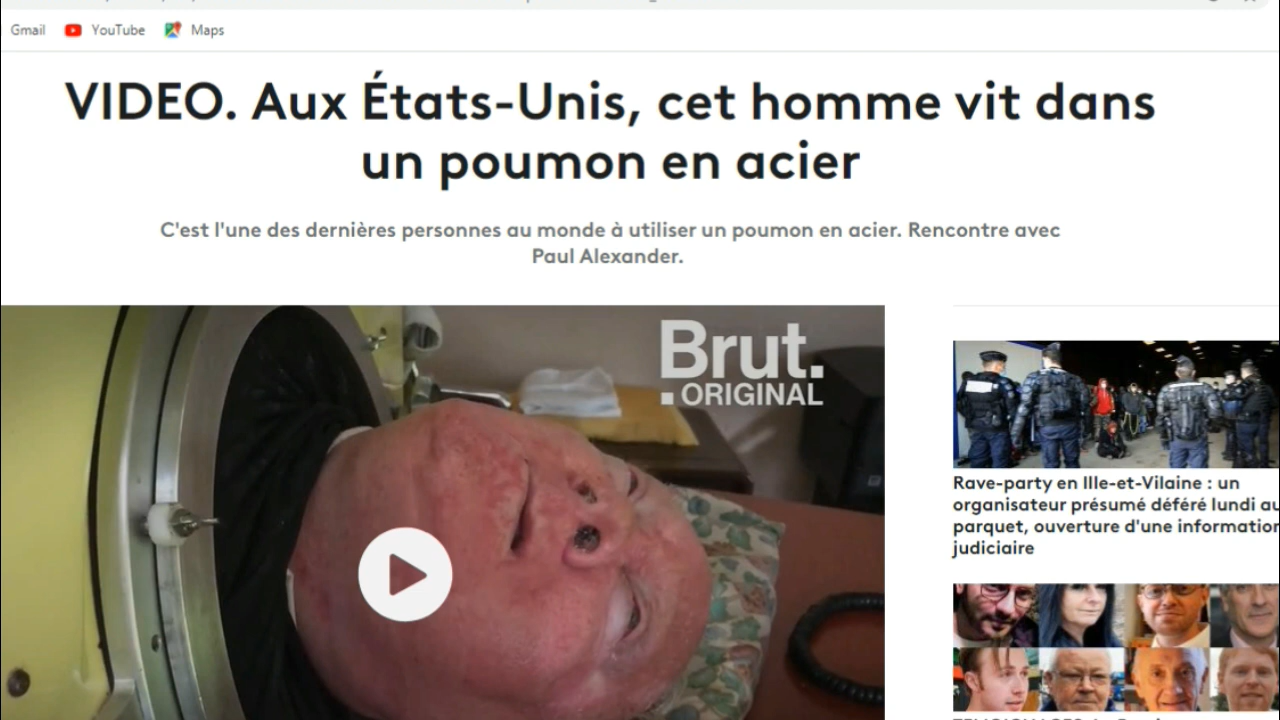 Gmail YouTube Maps
VIDEO. Aux États-Unis, cet homme vit dans
un poumon en acier
C'est l'une des dernières personnes au monde à utiliser un poumon en acier. Rencontre avec
Paul Alexander.
Brut.
ORIGINAL
Rave-party en Ille-et-Vilaine : un
organisateur présumé déféré lundi au
parquet, ouverture d'une information
judiciaire